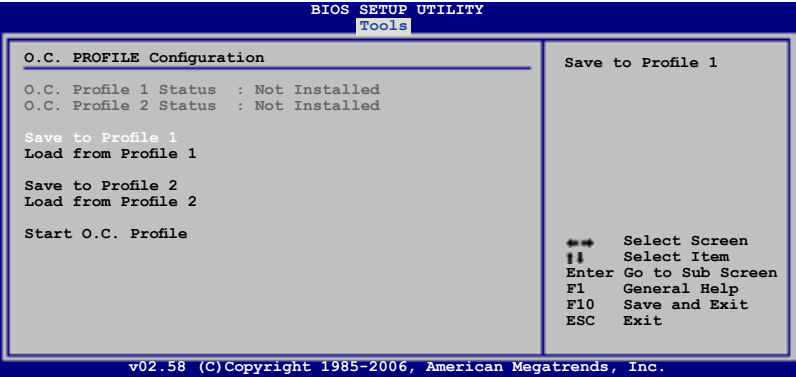 BIOS SETUP UTILITY
Tools
O.C. PROFILE Configuration
O.C. Profile 1 Status : Not Installed
O.C. Profile 2 Status : Not Installed
Save to Profile 1
Load from Profile 1
Save to Profile 2
Load from Profile 2
Start O.C. Profile
Save to Profile 1
←→ Select Screen
↑↓ Select Item
Enter Go to Sub Screen
F1 General Help
F10 Save and Exit
ESC Exit
v02.58 (C)Copyright 1985-2006, American Megatrends, Inc.